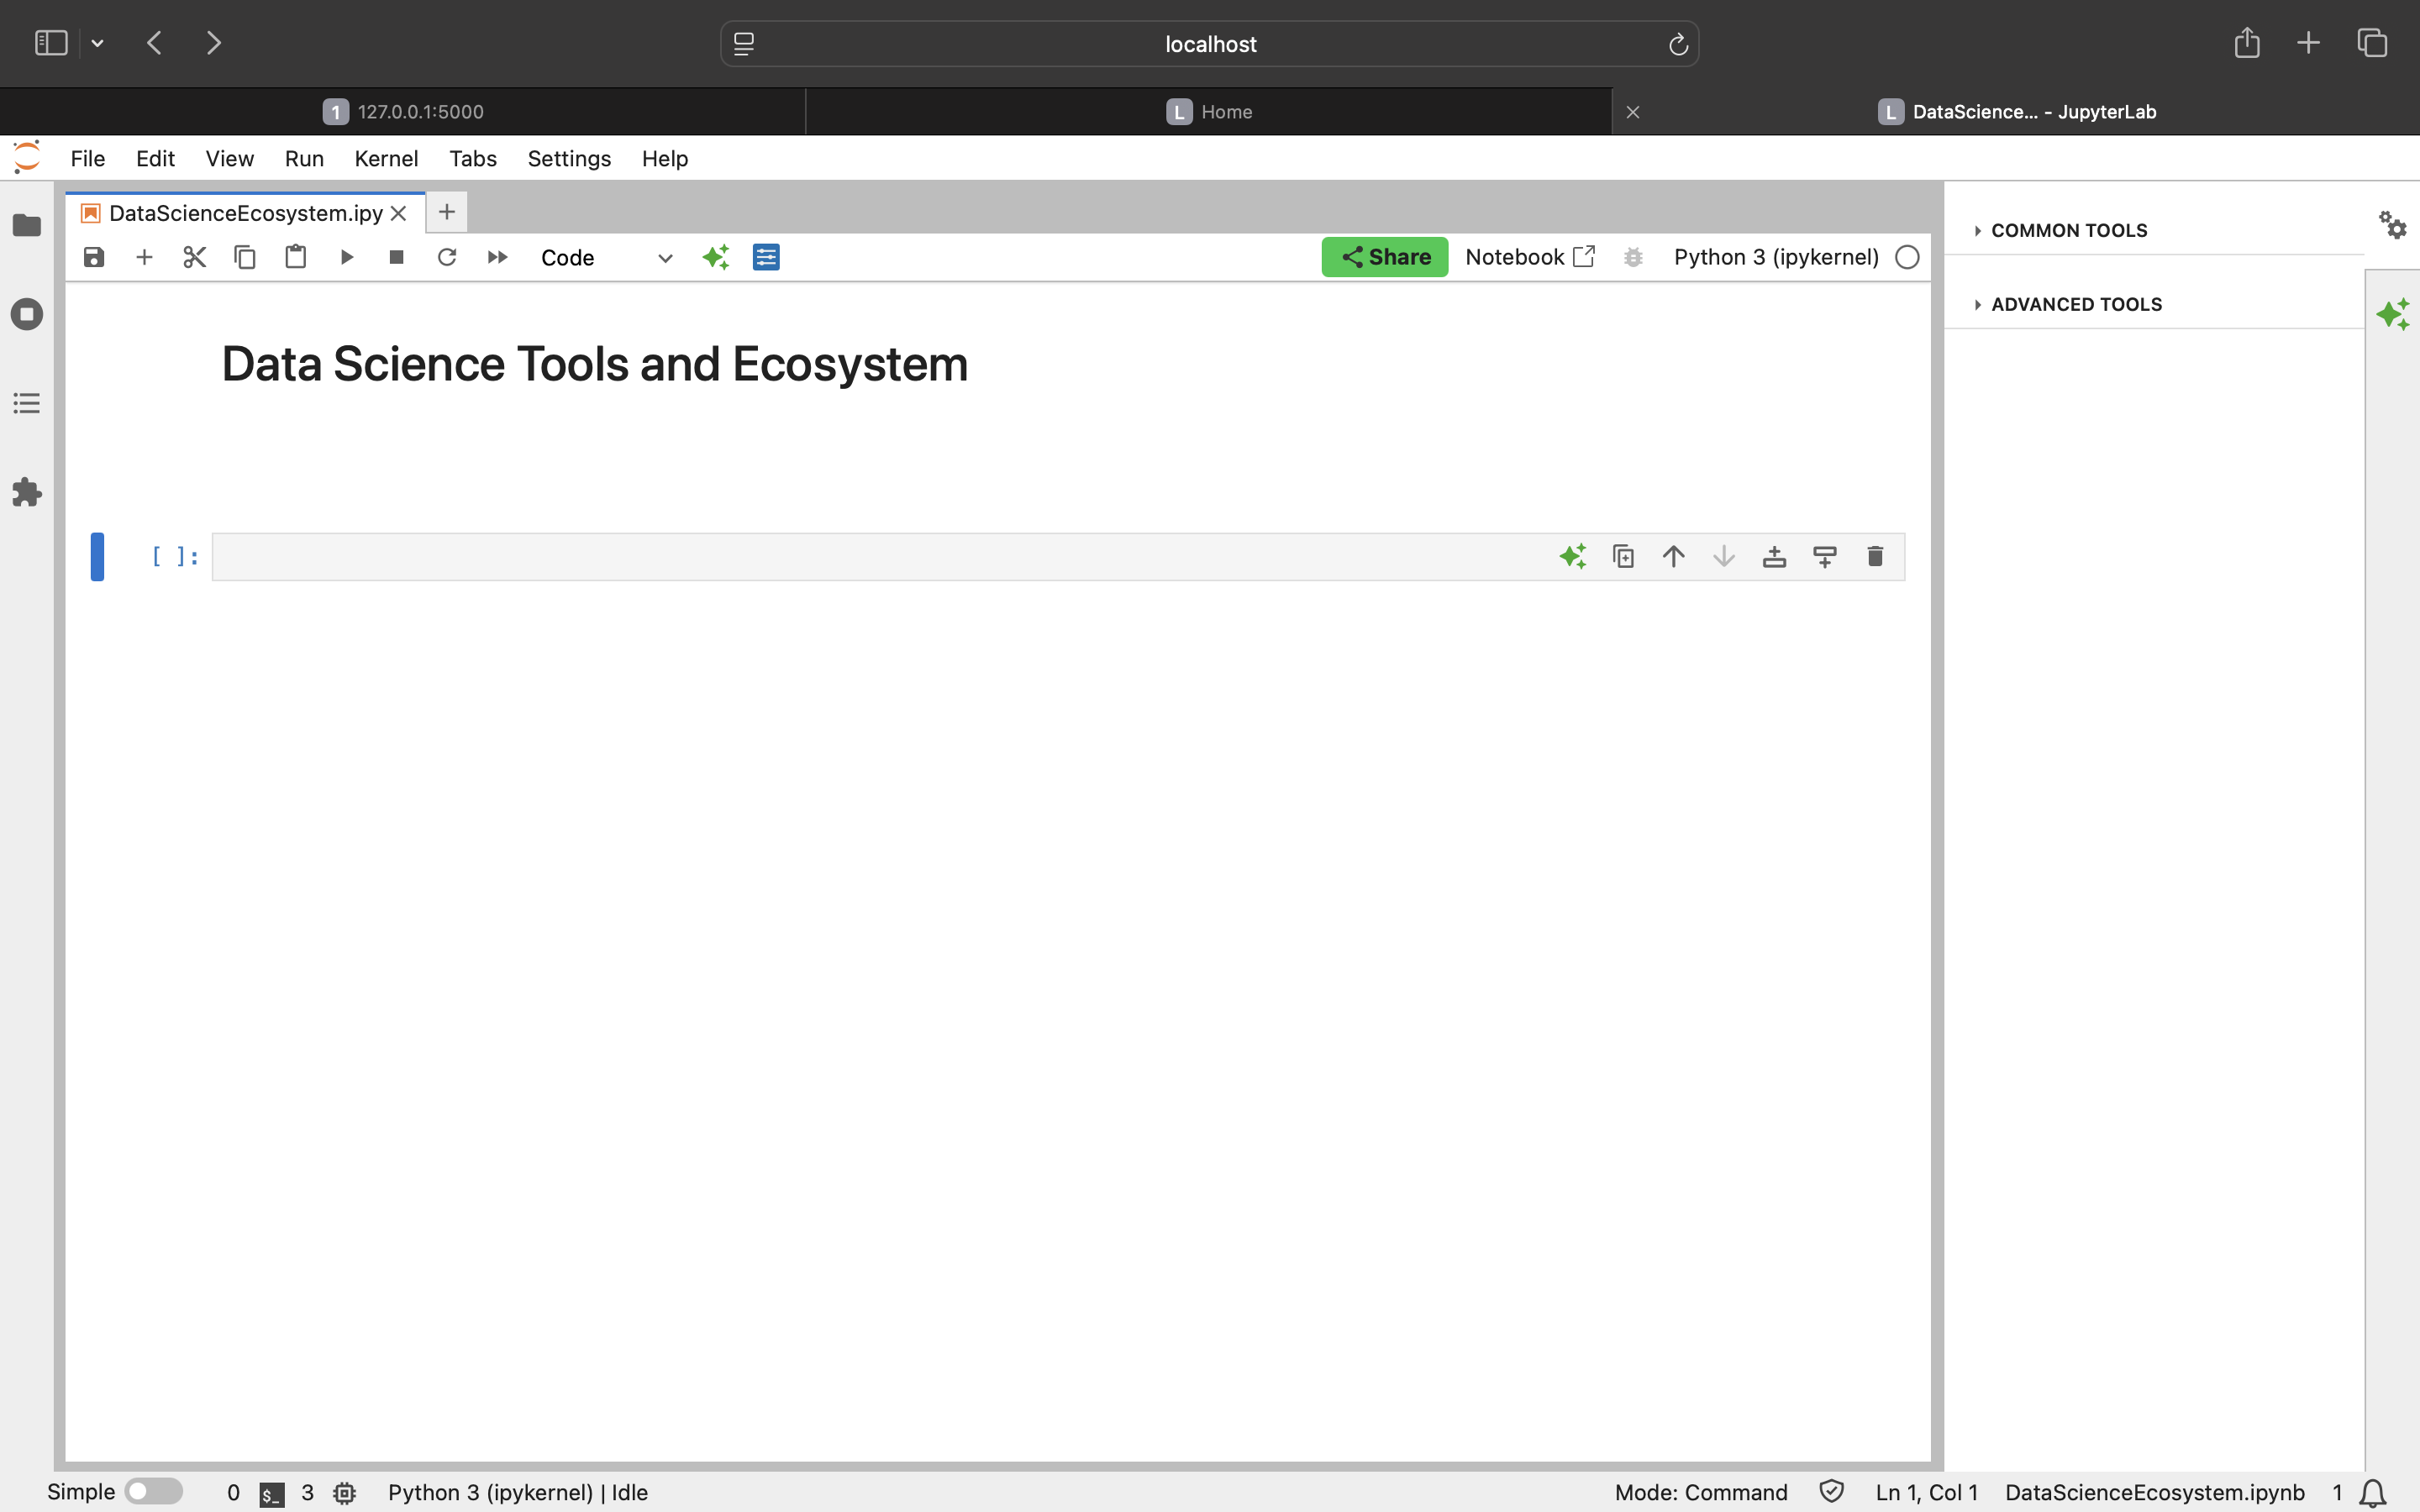 localhost
1 127.0.0.1:5000
L Home
L DataScience... - JupyterLab
File Edit View Run Kernel Tabs Settings Help
DataScienceEcosystem.ipy
Code
Share
Notebook
Python 3 (ipykernel)
COMMON TOOLS
ADVANCED TOOLS
Data Science Tools and Ecosystem
[ ]:
Simple 0 $_ 3 Python 3 (ipykernel) | Idle Mode: Command Ln 1, Col 1 DataScienceEcosystem.ipynb 1